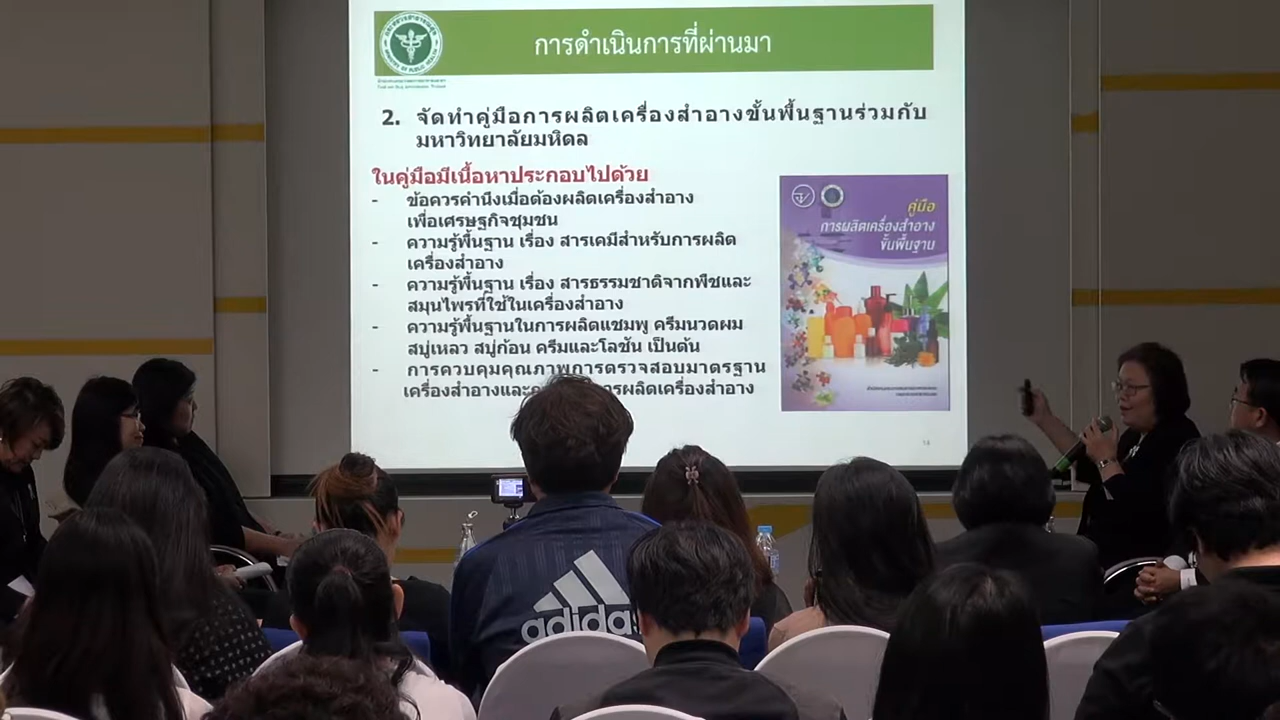 การดำเนินการที่ผ่านมา
2. จัดทำคู่มือการผลิตเครื่องสำอางขั้นพื้นฐานร่วมกับ
มหาวิทยาลัยมหิดล
ในคู่มือมีเนื้อหาประกอบไปด้วย
- ข้อควรคำนึงเมื่อต้องผลิตเครื่องสำอาง
เพื่อเศรษฐกิจชุมชน
- ความรู้พื้นฐาน เรื่อง สารเคมีสำหรับการผลิต
เครื่องสำอาง
- ความรู้พื้นฐาน เรื่อง สารธรรมชาติจากพืชและ
สมุนไพรที่ใช้ในเครื่องสำอาง
- ความรู้พื้นฐานในการผลิตแชมพู ครีมนวดผม
สบู่เหลว สบู่ก้อน ครีมและโลชัน เป็นต้น
- การควบคุมคุณภาพการตรวจสอบมาตรฐาน
เครื่องสำอางและ การผลิตเครื่องสำอาง
คู่มือ
การผลิตเครื่องสำอาง
ขั้นพื้นฐาน
adidas